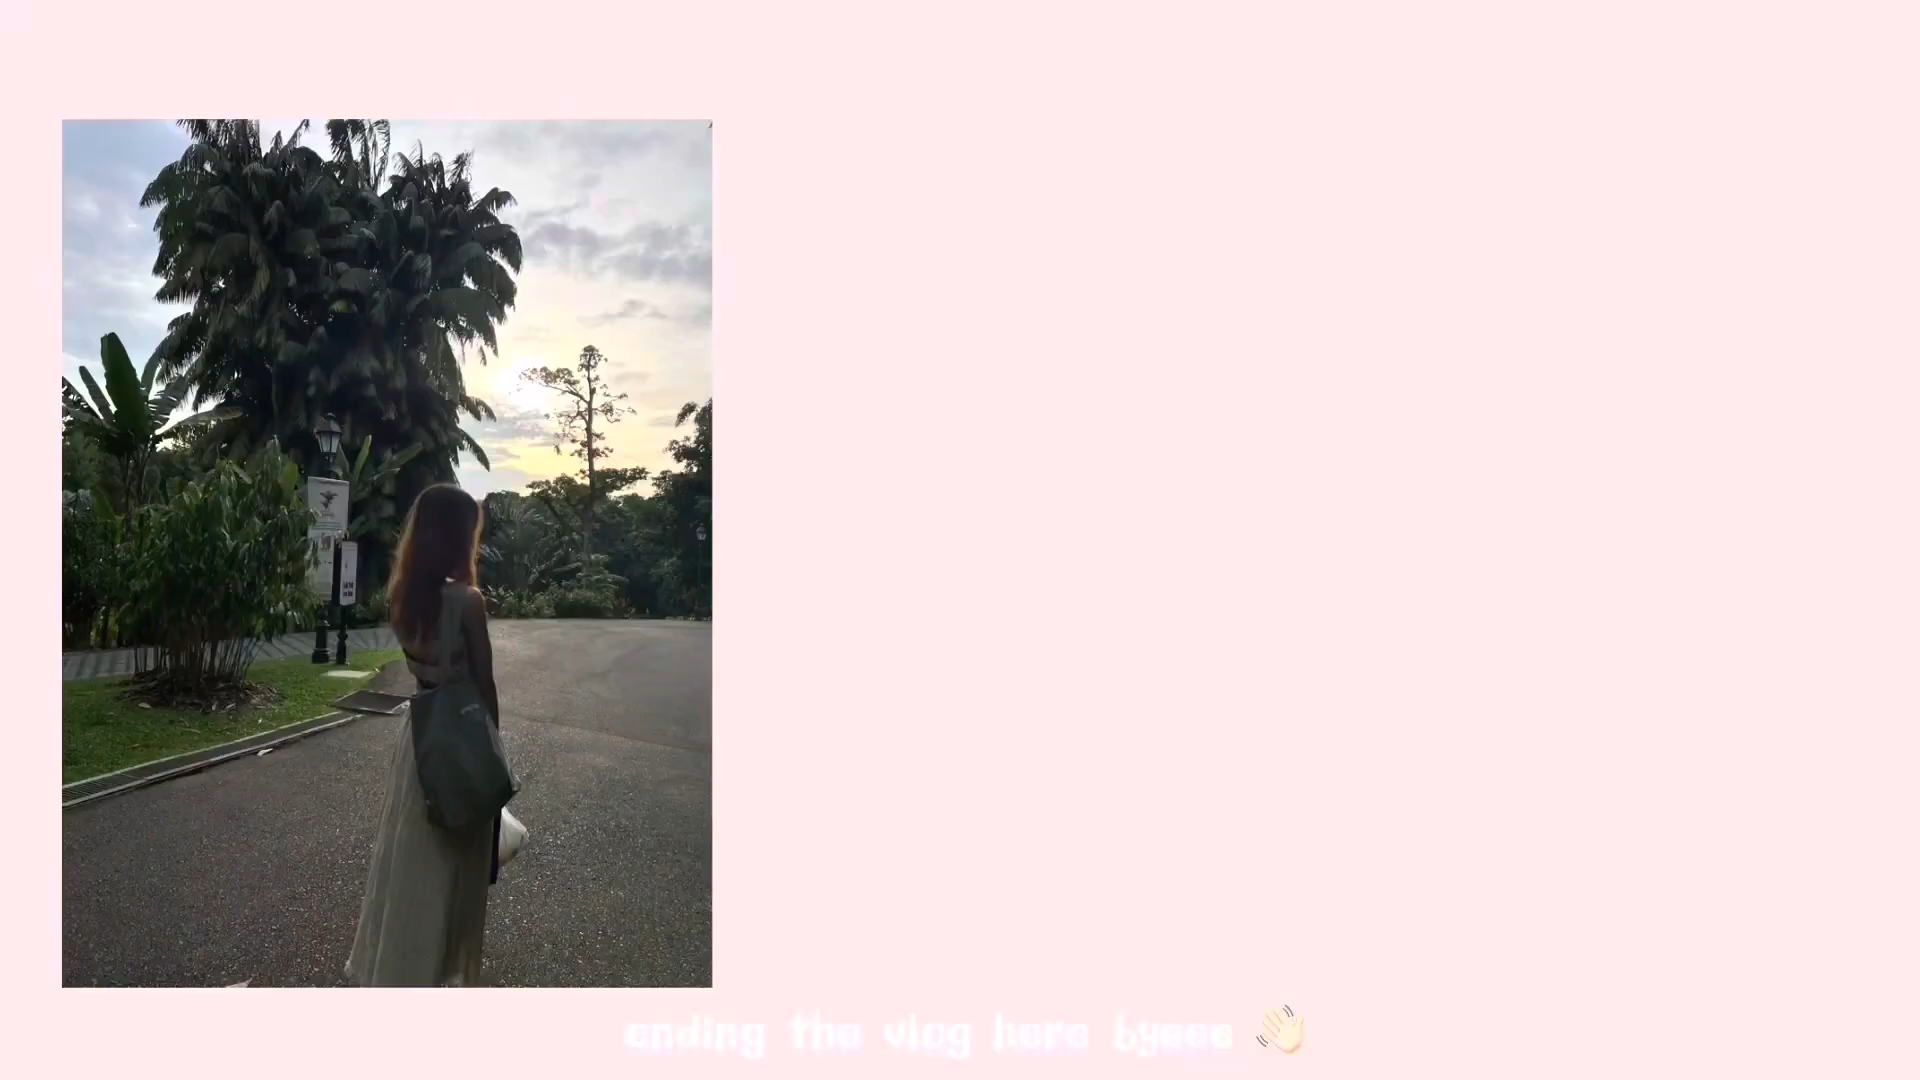 ending the vlog here byeee 👋🏻